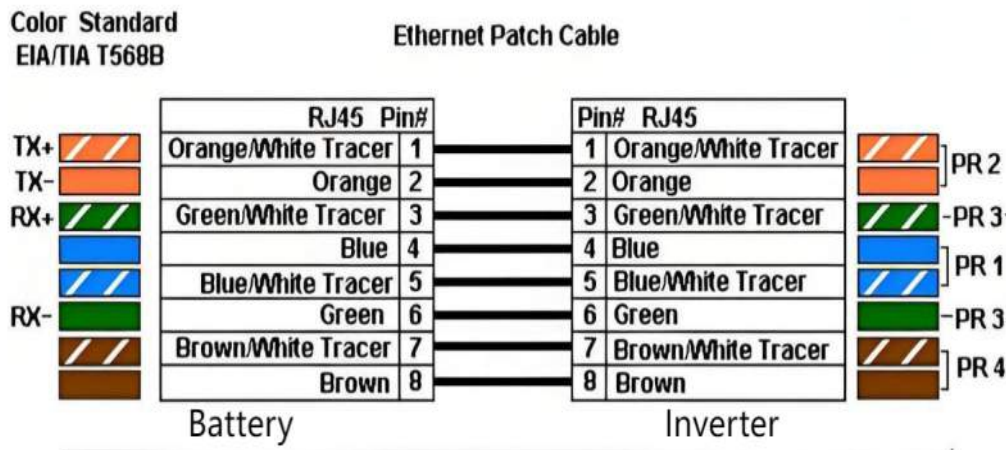 Color Standard
EIA/TIA T568B
Ethernet Patch Cable
RJ45 Pin#
Pin# RJ45
TX+ Orange/White Tracer 1
1 Orange/White Tracer
PR 2
TX- Orange 2
2 Orange
RX+ Green/White Tracer 3
3 Green/White Tracer
PR 3
Blue 4
4 Blue
PR 1
Blue/White Tracer 5
5 Blue/White Tracer
RX- Green 6
6 Green
PR 3
Brown/White Tracer 7
7 Brown/White Tracer
PR 4
Brown 8
8 Brown
Battery
Inverter